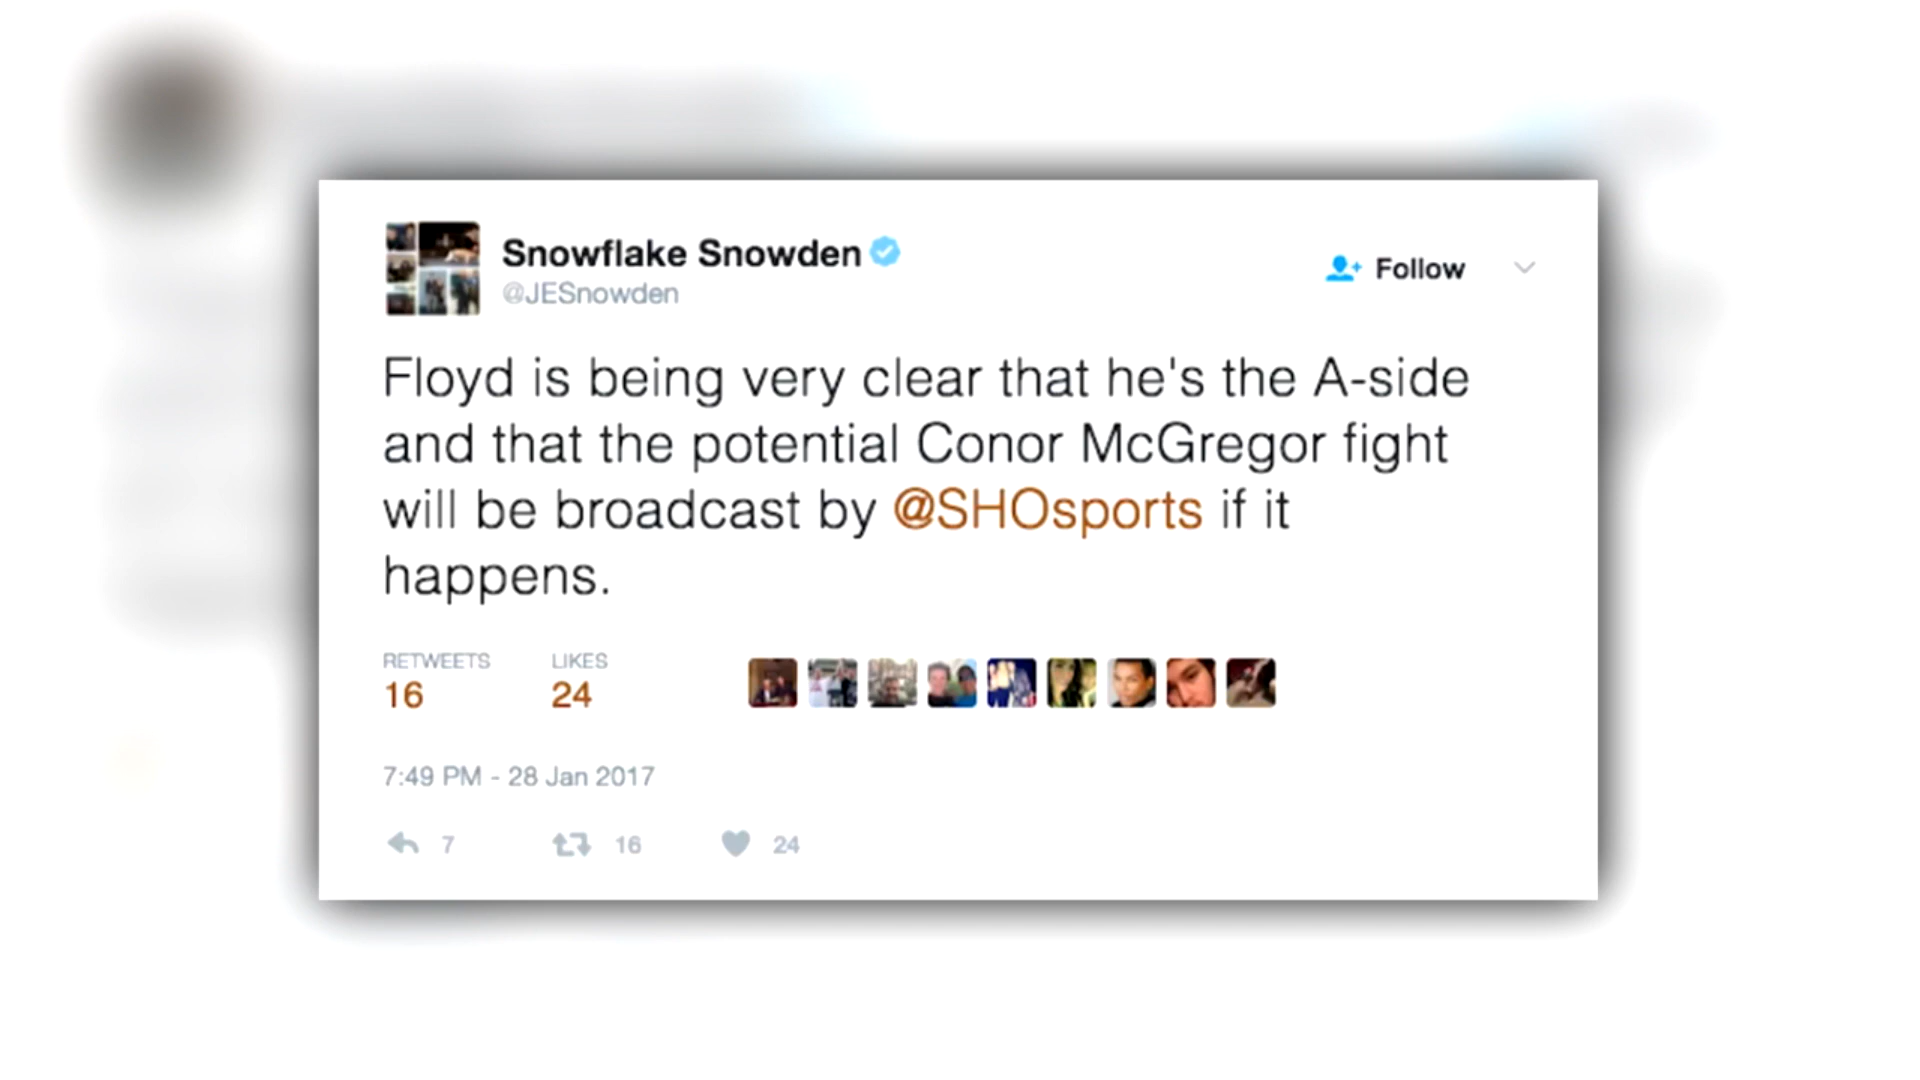 Snowflake Snowden
@JESnowden
Follow
Floyd is being very clear that he's the A-side
and that the potential Conor McGregor fight
will be broadcast by @SHOsports if it
happens.
RETWEETS LIKES
16 24
7:49 PM - 28 Jan 2017
7 16 24